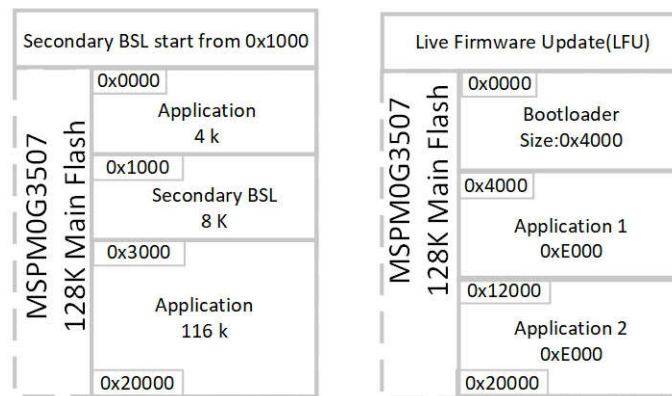 Secondary BSL start from 0x1000
MSPM0G3507
128K Main Flash
0x0000
Application
4 k
0x1000
Secondary BSL
8 K
0x3000
Application
116 k
0x20000
Live Firmware Update(LFU)
MSPM0G3507
128K Main Flash
0x0000
Bootloader
Size:0x4000
0x4000
Application 1
0xE000
0x12000
Application 2
0xE000
0x20000